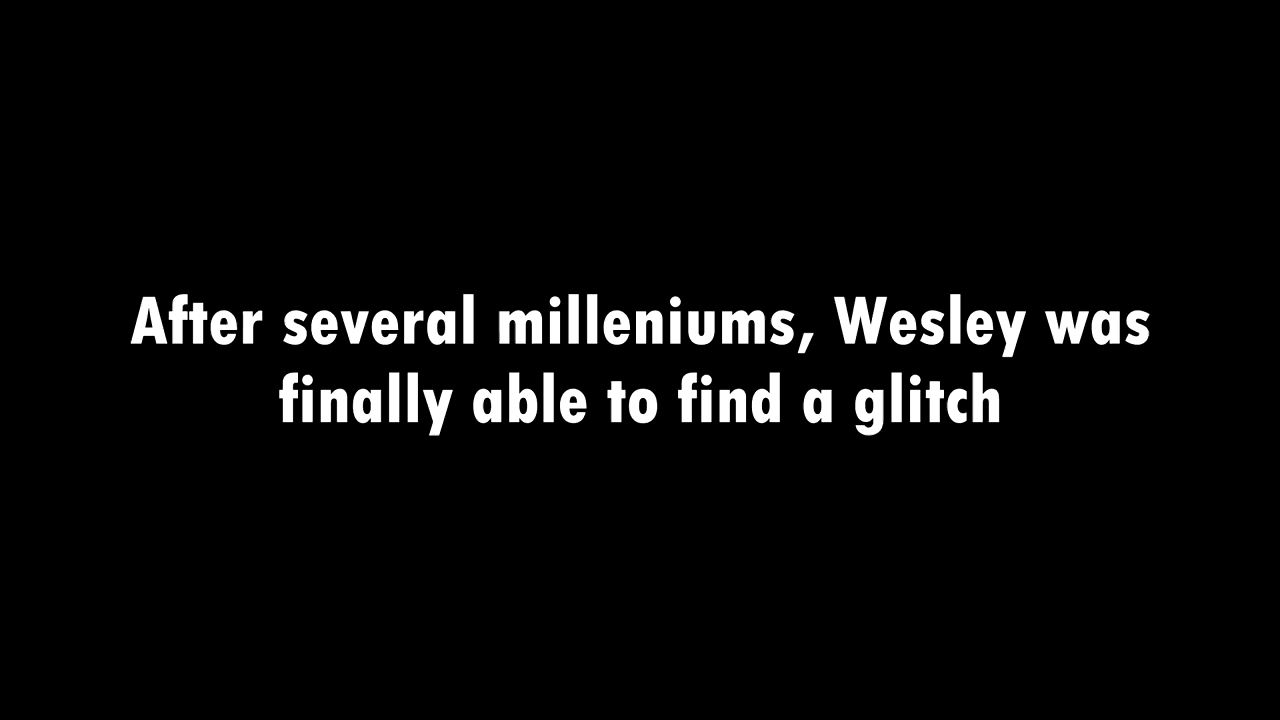 After several milleniums, Wesley was
finally able to find a glitch